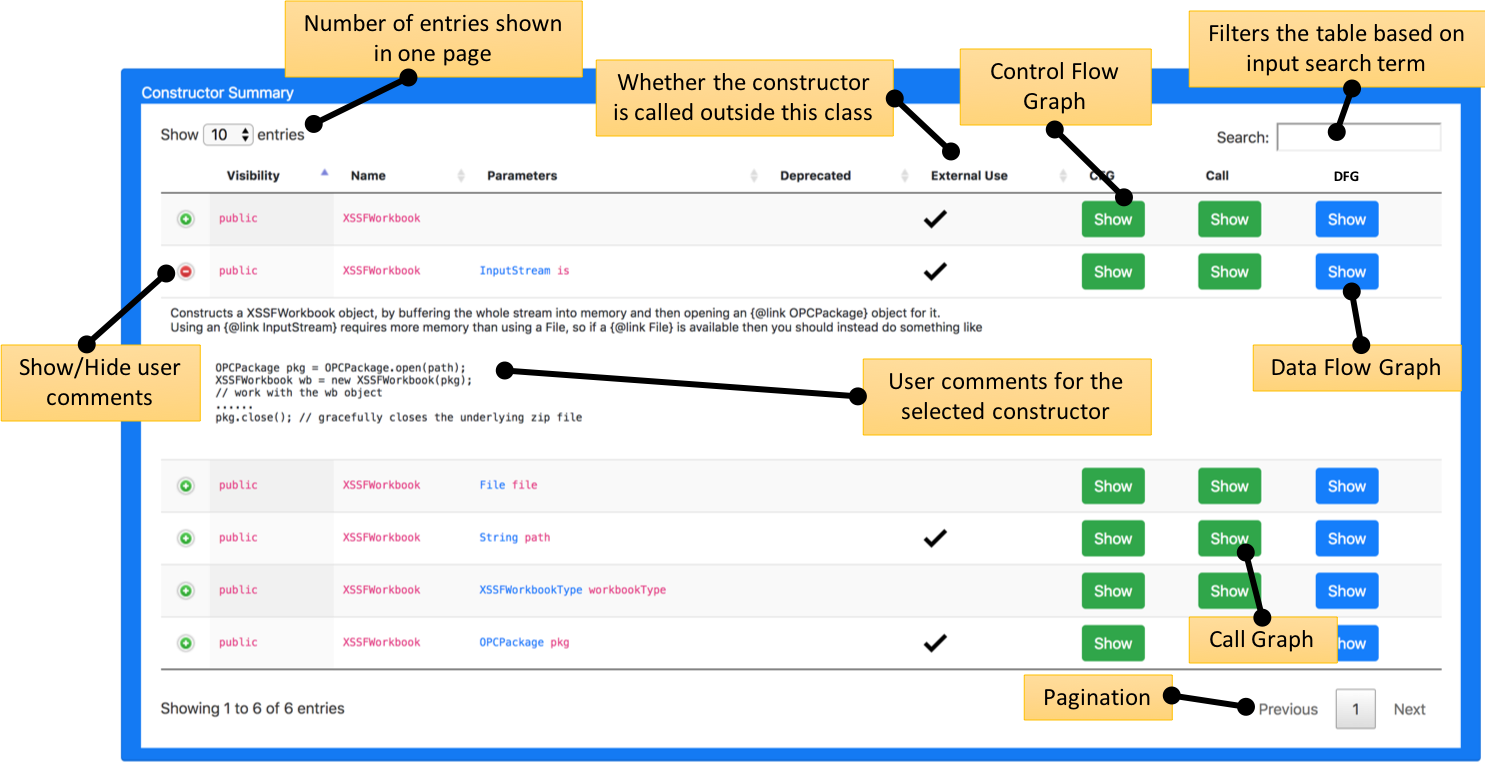 Number of entries shown
in one page
Filters the table based on
input search term
Whether the constructor
is called outside this class
Control Flow
Graph
Constructor Summary
Show 10 entries
Search:
Visibility Name Parameters Deprecated External Use CFG Call DFG
public XSSFWorkbook Show Show Show
public XSSFWorkbook InputStream is Show Show Show
Constructs a XSSFWorkbook object, by buffering the whole stream into memory and then opening an {@link OPCPackage} object for it.
Using an {@link InputStream} requires more memory than using a File, so if a {@link File} is available then you should instead do something like
Show/Hide user
comments
OPCPackage pkg = OPCPackage.open(path);
XSSFWorkbook wb = new XSSFWorkbook(pkg);
// work with the wb object
......
pkg.close(); // gracefully closes the underlying zip file
User comments for the
selected constructor
Data Flow Graph
public XSSFWorkbook File file Show Show Show
public XSSFWorkbook String path Show Show Show
public XSSFWorkbook XSSFWorkbookType workbookType Show Show Show
public XSSFWorkbook OPCPackage pkg Show how
Call Graph
Pagination
Showing 1 to 6 of 6 entries
Previous 1 Next